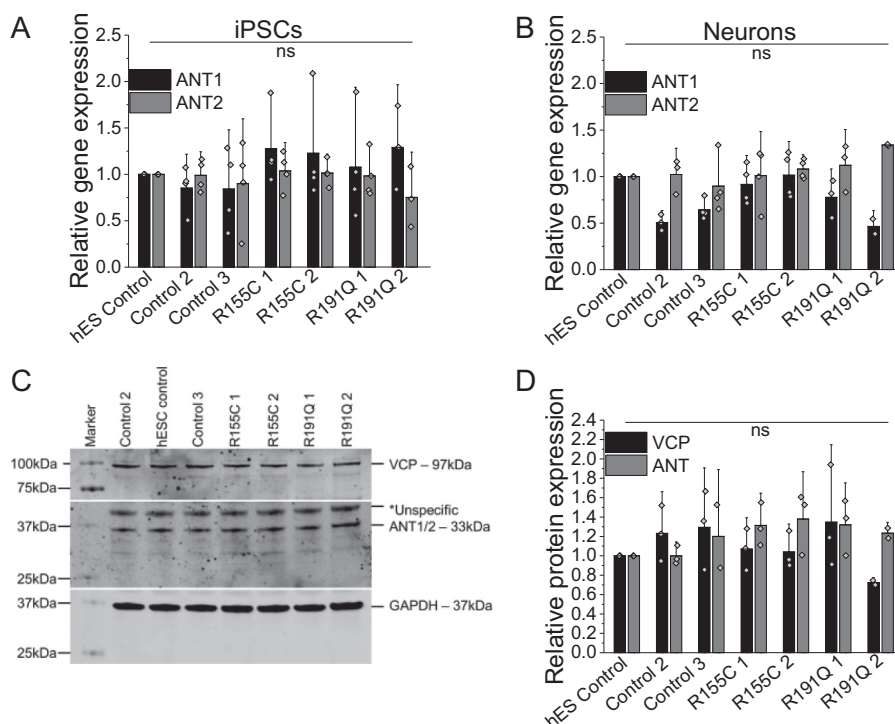 A
iPSCs
ns
Relative gene expression
2.5
2.0
1.5
1.0
0.5
0.0
ANT1
ANT2
hES Control
Control 2
Control 3
R155C 1
R155C 2
R191Q 1
R191Q 2
B
Neurons
ns
Relative gene expression
2.5
2.0
1.5
1.0
0.5
0.0
ANT1
ANT2
hES Control
Control 2
Control 3
R155C 1
R155C 2
R191Q 1
R191Q 2
C
Marker
Control 2
hESC control
Control 3
R155C 1
R155C 2
R191Q 1
R191Q 2
100kDa
VCP – 97kDa
75kDa
*Unspecific
37kDa
ANT1/2 – 33kDa
25kDa
37kDa
GAPDH – 37kDa
25kDa
D
ns
Relative protein expression
2.4
2.2
2.0
1.8
1.6
1.4
1.2
1.0
0.8
0.6
0.4
0.2
0.0
VCP
ANT
hES Control
Control 2
Control 3
R155C 1
R155C 2
R191Q 1
R191Q 2